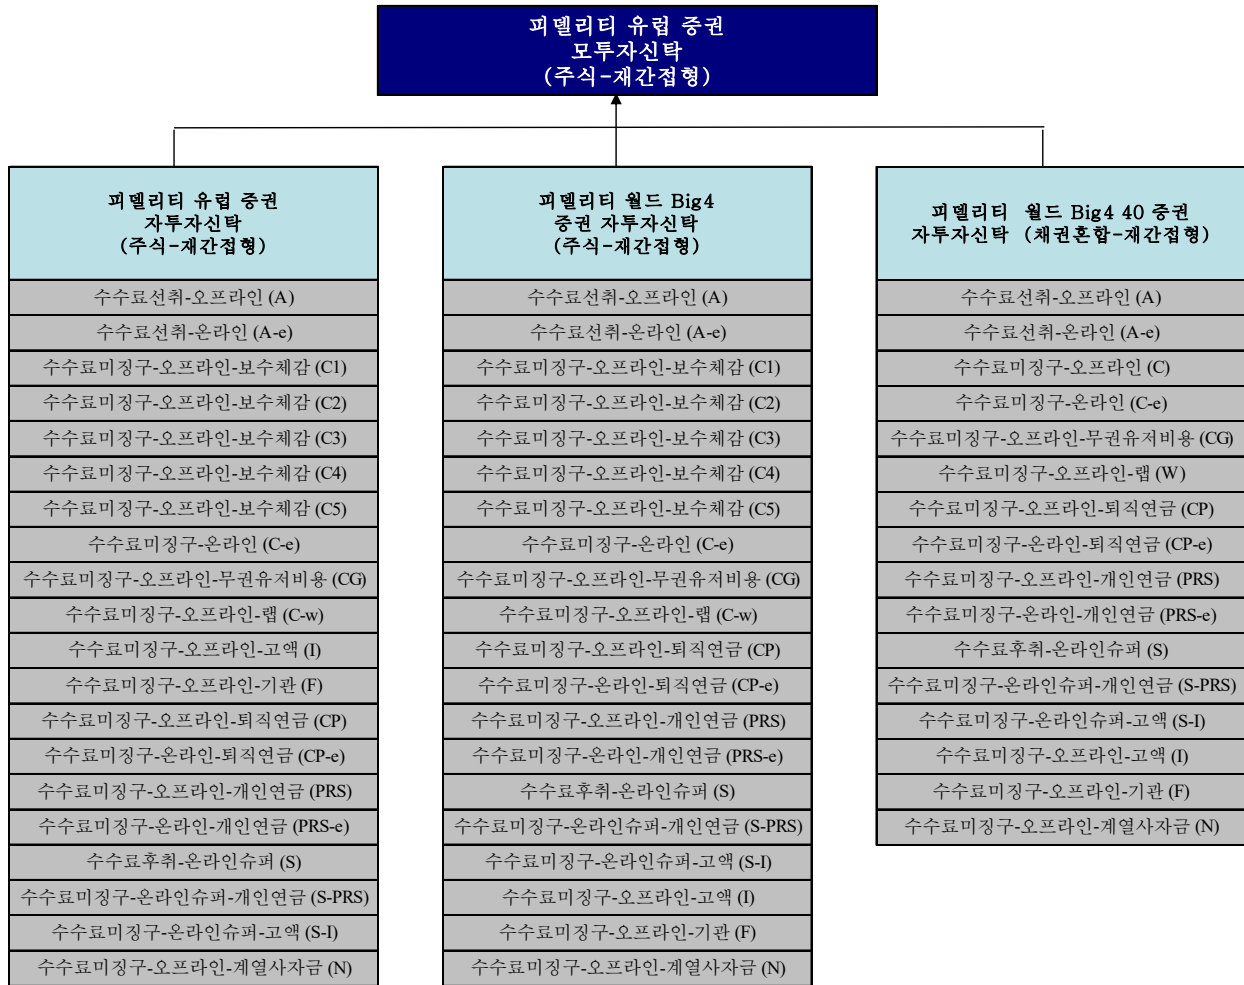 피델리티 유럽 증권
모투자신탁
(주식-재간접형)
피델리티 유럽 증권
자투자신탁
(주식-재간접형)
수수료선취-오프라인 (A)
수수료선취-온라인 (A-e)
수수료미징구-오프라인-보수체감 (C1)
수수료미징구-오프라인-보수체감 (C2)
수수료미징구-오프라인-보수체감 (C3)
수수료미징구-오프라인-보수체감 (C4)
수수료미징구-오프라인-보수체감 (C5)
수수료미징구-온라인 (C-e)
수수료미징구-오프라인-무권유저비용 (CG)
수수료미징구-오프라인-랩 (C-w)
수수료미징구-오프라인-고액 (I)
수수료미징구-오프라인-기관 (F)
수수료미징구-오프라인-퇴직연금 (CP)
수수료미징구-온라인-퇴직연금 (CP-e)
수수료미징구-오프라인-개인연금 (PRS)
수수료미징구-온라인-개인연금 (PRS-e)
수수료후취-온라인슈퍼 (S)
수수료미징구-온라인슈퍼-개인연금 (S-PRS)
수수료미징구-온라인슈퍼-고액 (S-I)
수수료미징구-오프라인-계열사자금 (N)
피델리티 월드 Big4
증권 자투자신탁
(주식-재간접형)
수수료선취-오프라인 (A)
수수료선취-온라인 (A-e)
수수료미징구-오프라인-보수체감 (C1)
수수료미징구-오프라인-보수체감 (C2)
수수료미징구-오프라인-보수체감 (C3)
수수료미징구-오프라인-보수체감 (C4)
수수료미징구-오프라인-보수체감 (C5)
수수료미징구-온라인 (C-e)
수수료미징구-오프라인-무권유저비용 (CG)
수수료미징구-오프라인-랩 (C-w)
수수료미징구-오프라인-퇴직연금 (CP)
수수료미징구-온라인-퇴직연금 (CP-e)
수수료미징구-오프라인-개인연금 (PRS)
수수료미징구-온라인-개인연금 (PRS-e)
수수료후취-온라인슈퍼 (S)
수수료미징구-온라인슈퍼-개인연금 (S-PRS)
수수료미징구-온라인슈퍼-고액 (S-I)
수수료미징구-오프라인-고액 (I)
수수료미징구-오프라인-기관 (F)
수수료미징구-오프라인-계열사자금 (N)
피델리티 월드 Big4 40 증권
자투자신탁 (채권혼합-재간접형)
수수료선취-오프라인 (A)
수수료선취-온라인 (A-e)
수수료미징구-오프라인 (C)
수수료미징구-온라인 (C-e)
수수료미징구-오프라인-무권유저비용 (CG)
수수료미징구-오프라인-랩 (W)
수수료미징구-오프라인-퇴직연금 (CP)
수수료미징구-온라인-퇴직연금 (CP-e)
수수료미징구-오프라인-개인연금 (PRS)
수수료미징구-온라인-개인연금 (PRS-e)
수수료후취-온라인슈퍼 (S)
수수료미징구-온라인슈퍼-개인연금 (S-PRS)
수수료미징구-온라인슈퍼-고액 (S-I)
수수료미징구-오프라인-고액 (I)
수수료미징구-오프라인-기관 (F)
수수료미징구-오프라인-계열사자금 (N)